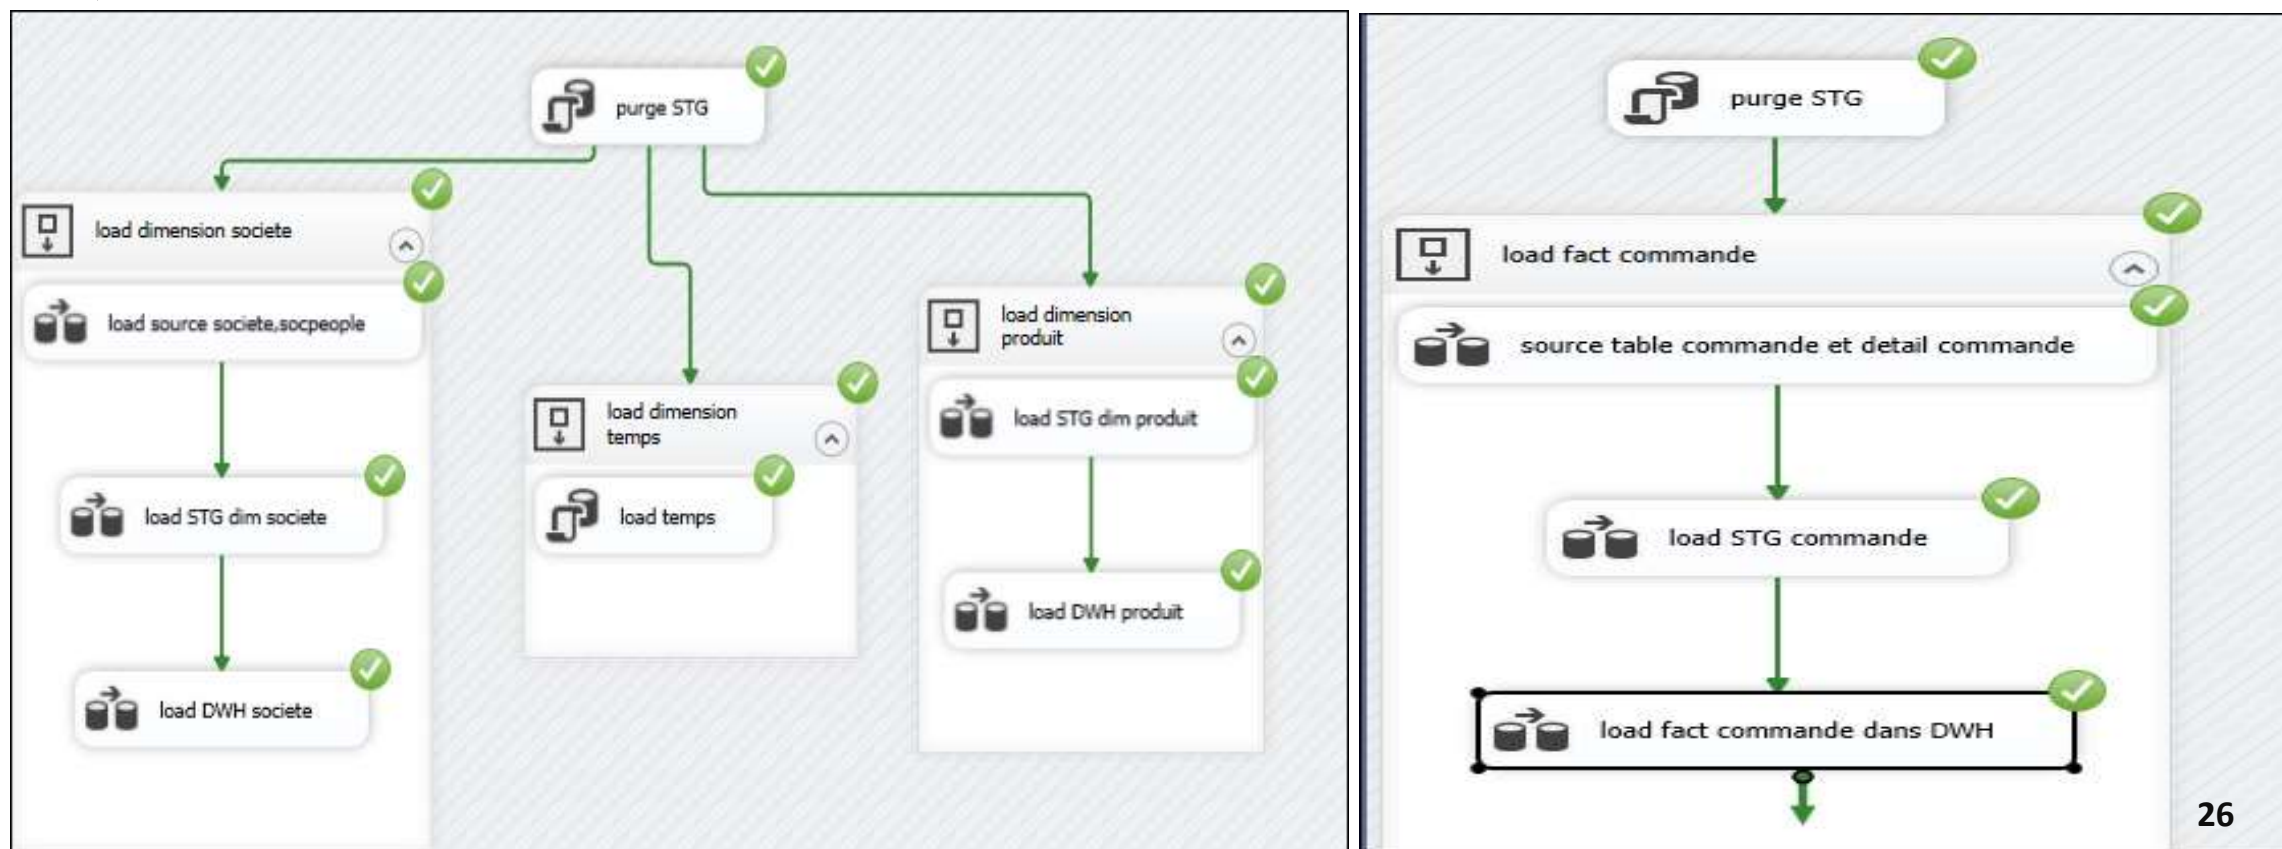 purge STG
load dimension societe
load source societe,socpeople
load STG dim societe
load DWH societe
load dimension
temps
load temps
load dimension
produit
load STG dim produit
load DWH produit
purge STG
load fact commande
source table commande et detail commande
load STG commande
load fact commande dans DWH
26